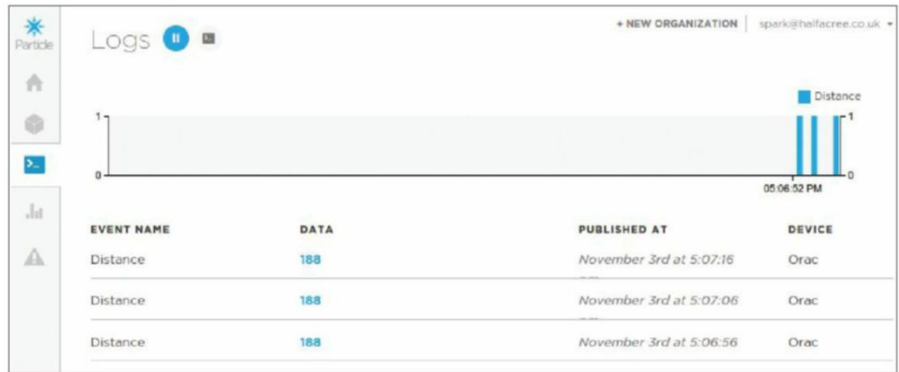 + NEW ORGANIZATION spark@halfacree.co.uk
Particle
Logs
Distance
1 1
0 0
05:06:52 PM
EVENT NAME DATA PUBLISHED AT DEVICE
Distance 188 November 3rd at 5:07:16 Orac
Distance 188 November 3rd at 5:07:06 Orac
Distance 188 November 3rd at 5:06:56 Orac